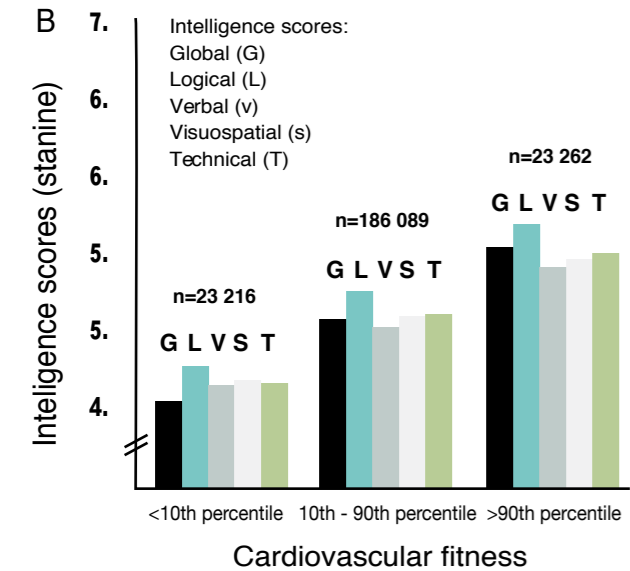 B
Inteligence scores (stanine)
7.
6.
6.
5.
5.
4.
Intelligence scores:
Global (G)
Logical (L)
Verbal (v)
Visuospatial (s)
Technical (T)
n=23 216
G L V S T
n=186 089
G L V S T
n=23 262
G L V S T
<10th percentile
10th - 90th percentile
>90th percentile
Cardiovascular fitness